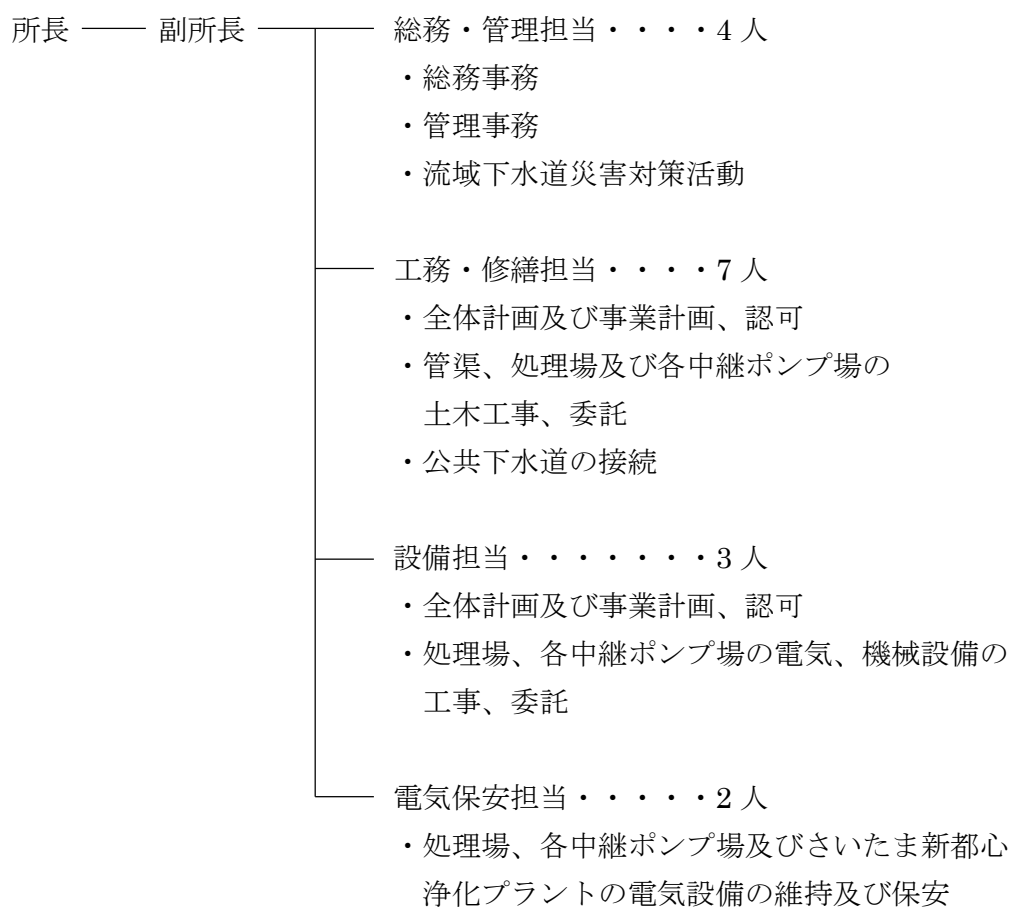 所長 副所長 総務・管理担当・・・・4人
・総務事務
・管理事務
・流域下水道災害対策活動
工務・修繕担当・・・・7人
・全体計画及び事業計画、認可
・管渠、処理場及び各中継ポンプ場の
土木工事、委託
・公共下水道の接続
設備担当・・・・・・・3人
・全体計画及び事業計画、認可
・処理場、各中継ポンプ場の電気、機械設備の
工事、委託
電気保安担当・・・・・2人
・処理場、各中継ポンプ場及びさいたま新都心
浄化プラントの電気設備の維持及び保安